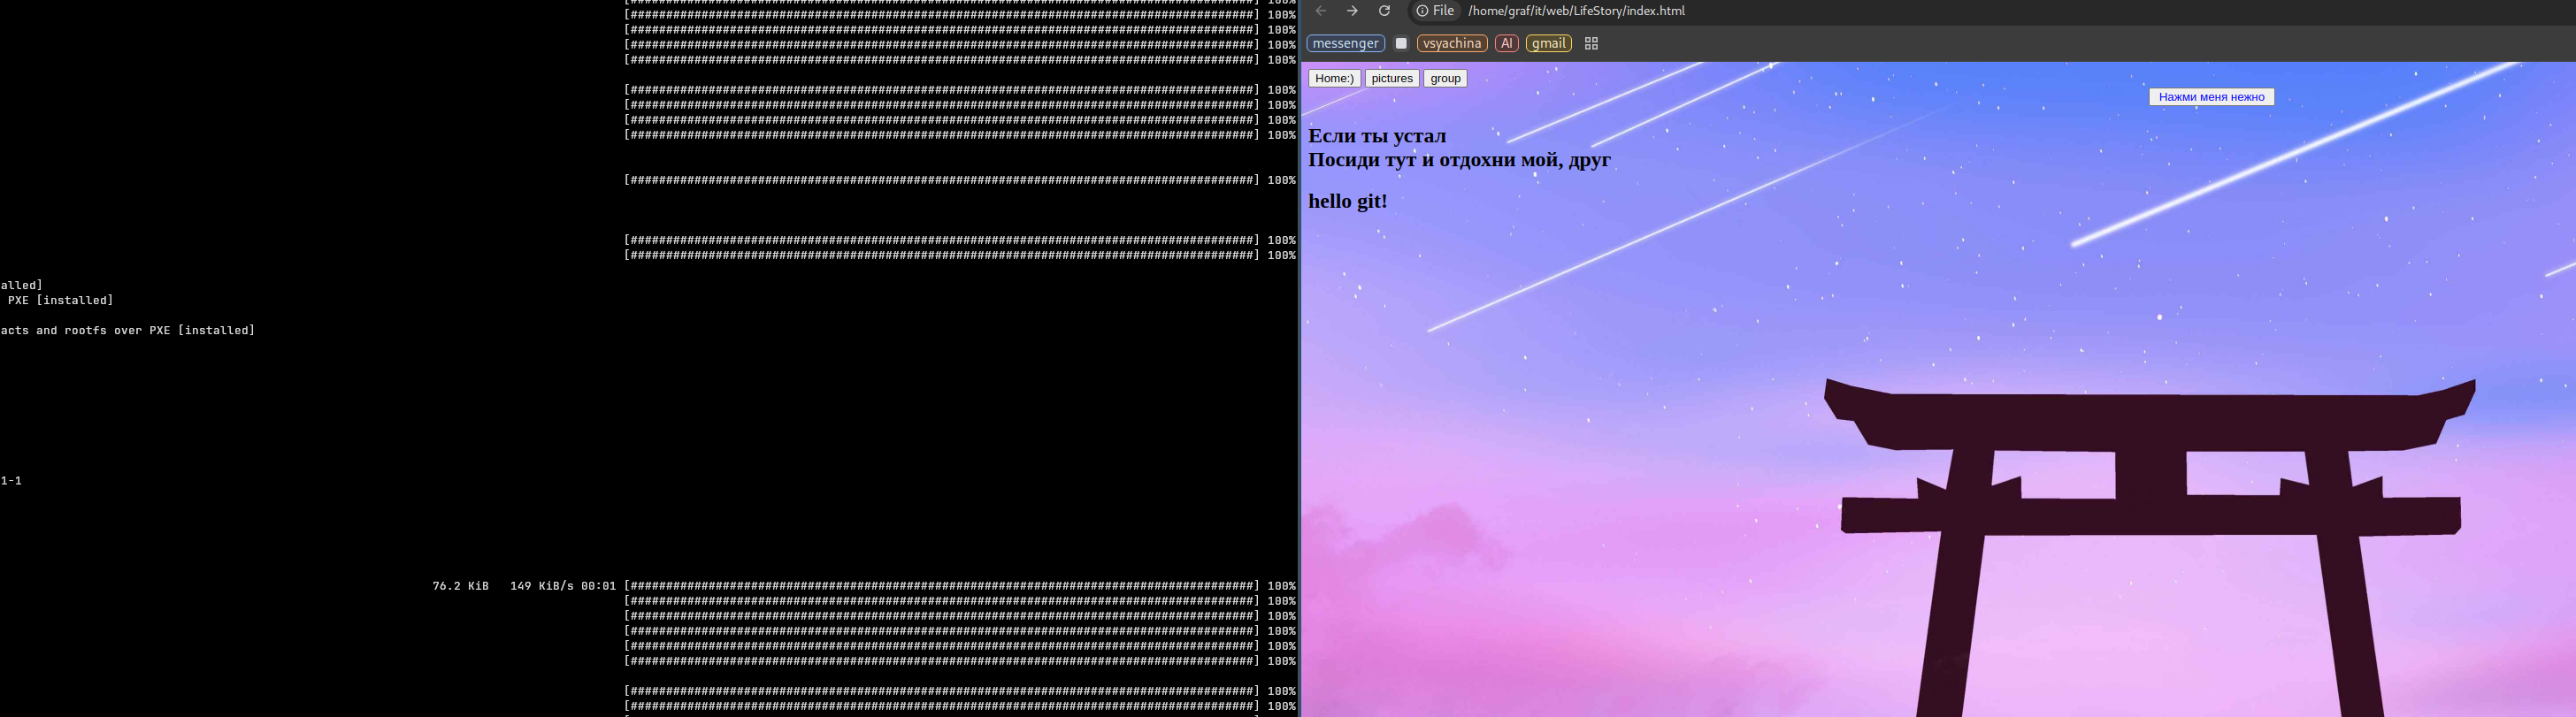 [########################################################################################] 100%
[########################################################################################] 100%
[########################################################################################] 100%
[########################################################################################] 100%
[########################################################################################] 100%
[########################################################################################] 100%
[########################################################################################] 100%
[########################################################################################] 100%
[########################################################################################] 100%
[########################################################################################] 100%
[########################################################################################] 100%
[########################################################################################] 100%
alled]
PXE [installed]
acts and rootfs over PXE [installed]
1-1
76.2 KiB 149 KiB/s 00:01 [########################################################################################] 100%
[########################################################################################] 100%
[########################################################################################] 100%
[########################################################################################] 100%
[########################################################################################] 100%
[########################################################################################] 100%
[########################################################################################] 100%
[########################################################################################] 100%
File /home/graf/it/web/LifeStory/index.html
messenger vsyachina AI gmail
Home:) pictures group
Нажми меня нежно
Если ты устал
Посиди тут и отдохни мой, друг
hello git!